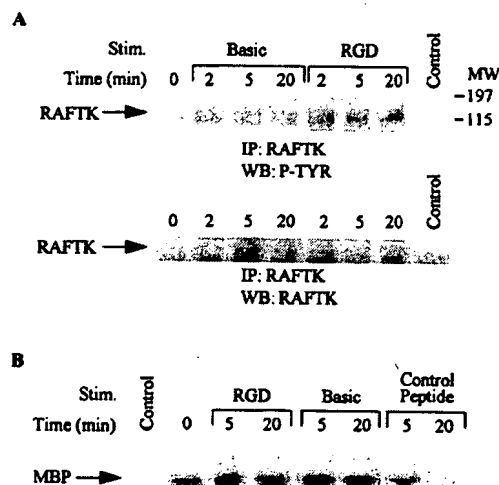 A
Stim. Basic RGD Control
Time (min) 0 2 5 20 2 5 20 MW
-197
RAFTK -115
IP: RAFTK
WB: P-TYR
0 2 5 20 2 5 20 Control
RAFTK
IP: RAFTK
WB: RAFTK
B
Stim. Control RGD Basic Control Peptide
Time (min) 0 5 20 5 20 5 20
MBP